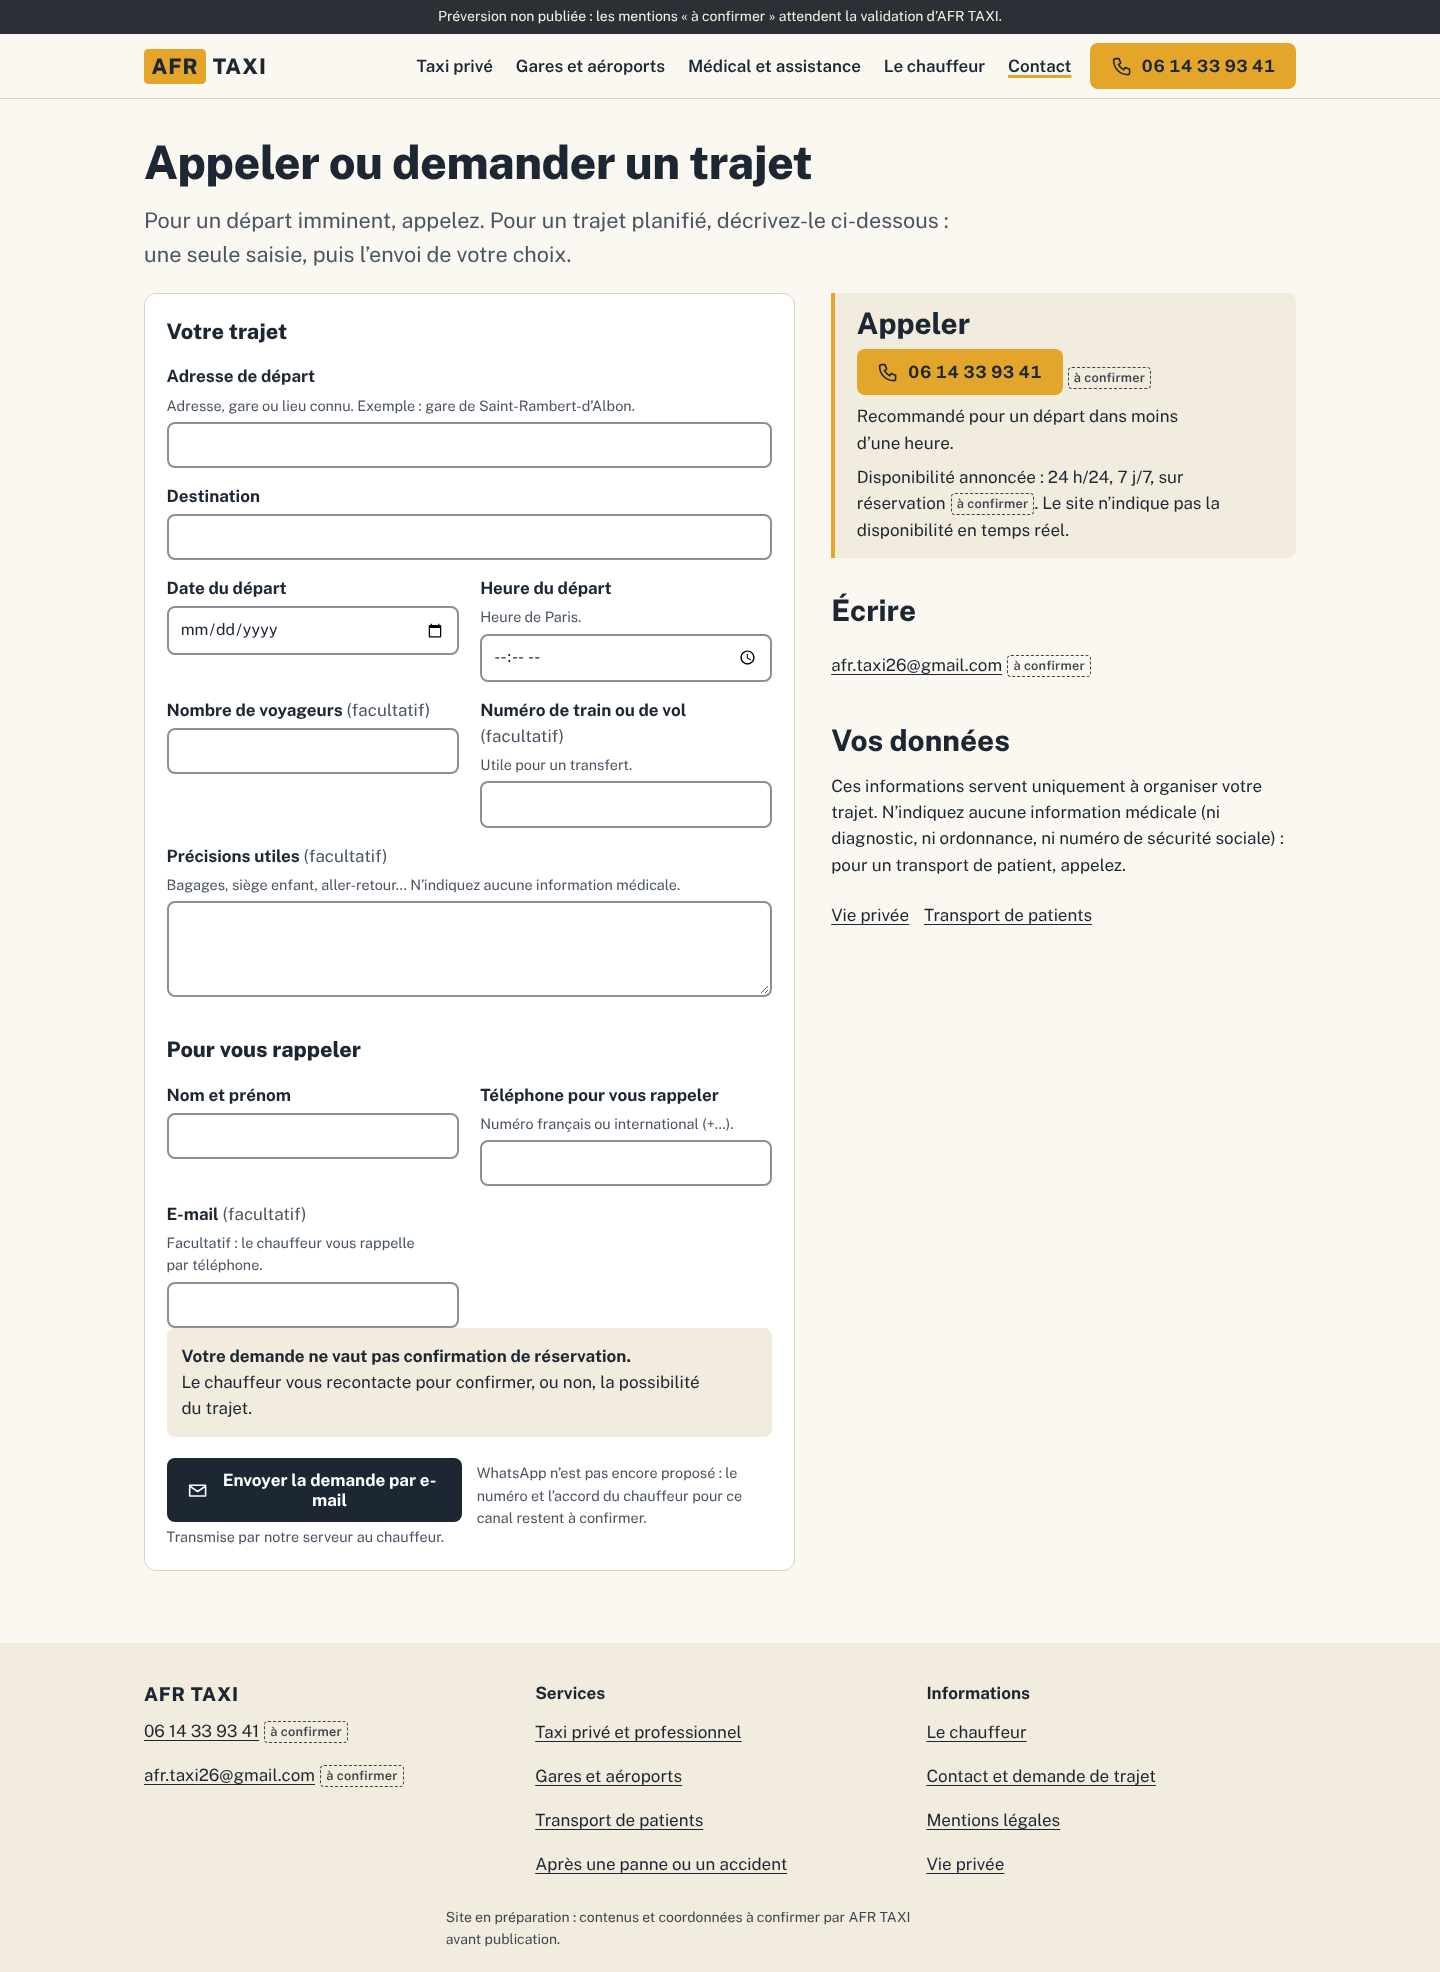 Préversion non publiée : les mentions « à confirmer » attendent la validation d’AFR TAXI.
AFR TAXI
Taxi privé
Gares et aéroports
Médical et assistance
Le chauffeur
Contact
06 14 33 93 41
Appeler ou demander un trajet
Pour un départ imminent, appelez. Pour un trajet planifié, décrivez-le ci-dessous :
une seule saisie, puis l’envoi de votre choix.
Votre trajet
Adresse de départ
Adresse, gare ou lieu connu. Exemple : gare de Saint-Rambert-d’Albon.
Destination
Date du départ
mm/dd/yyyy
Heure du départ
Heure de Paris.
--:-- --
Nombre de voyageurs (facultatif)
Numéro de train ou de vol
(facultatif)
Utile pour un transfert.
Précisions utiles (facultatif)
Bagages, siège enfant, aller-retour… N’indiquez aucune information médicale.
Pour vous rappeler
Nom et prénom
Téléphone pour vous rappeler
Numéro français ou international (+…).
E-mail (facultatif)
Facultatif : le chauffeur vous rappelle
par téléphone.
Votre demande ne vaut pas confirmation de réservation.
Le chauffeur vous recontacte pour confirmer, ou non, la possibilité
du trajet.
Envoyer la demande par e-
mail
Transmise par notre serveur au chauffeur.
WhatsApp n’est pas encore proposé : le
numéro et l’accord du chauffeur pour ce
canal restent à confirmer.
Appeler
06 14 33 93 41 à confirmer
Recommandé pour un départ dans moins
d’une heure.
Disponibilité annoncée : 24 h/24, 7 j/7, sur
réservation à confirmer. Le site n’indique pas la
disponibilité en temps réel.
Écrire
afr.taxi26@gmail.com à confirmer
Vos données
Ces informations servent uniquement à organiser votre
trajet. N’indiquez aucune information médicale (ni
diagnostic, ni ordonnance, ni numéro de sécurité sociale) :
pour un transport de patient, appelez.
Vie privée
Transport de patients
AFR TAXI
06 14 33 93 41 à confirmer
afr.taxi26@gmail.com à confirmer
Services
Taxi privé et professionnel
Gares et aéroports
Transport de patients
Après une panne ou un accident
Informations
Le chauffeur
Contact et demande de trajet
Mentions légales
Vie privée
Site en préparation : contenus et coordonnées à confirmer par AFR TAXI
avant publication.